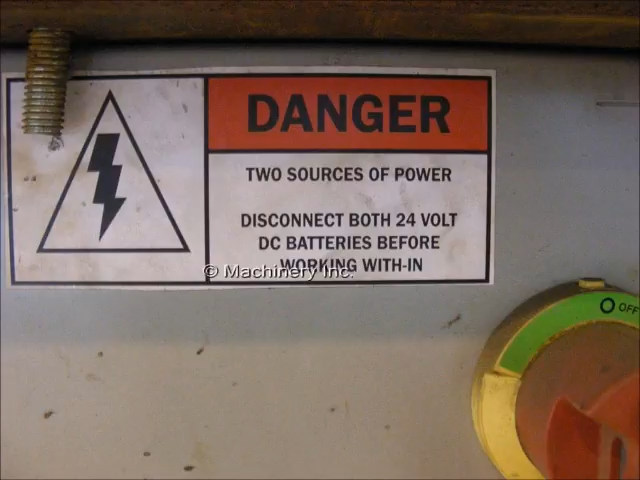 DANGER
TWO SOURCES OF POWER
DISCONNECT BOTH 24 VOLT
DC BATTERIES BEFORE
WORKING WITH-IN
© Machinery Inc.
O OFF